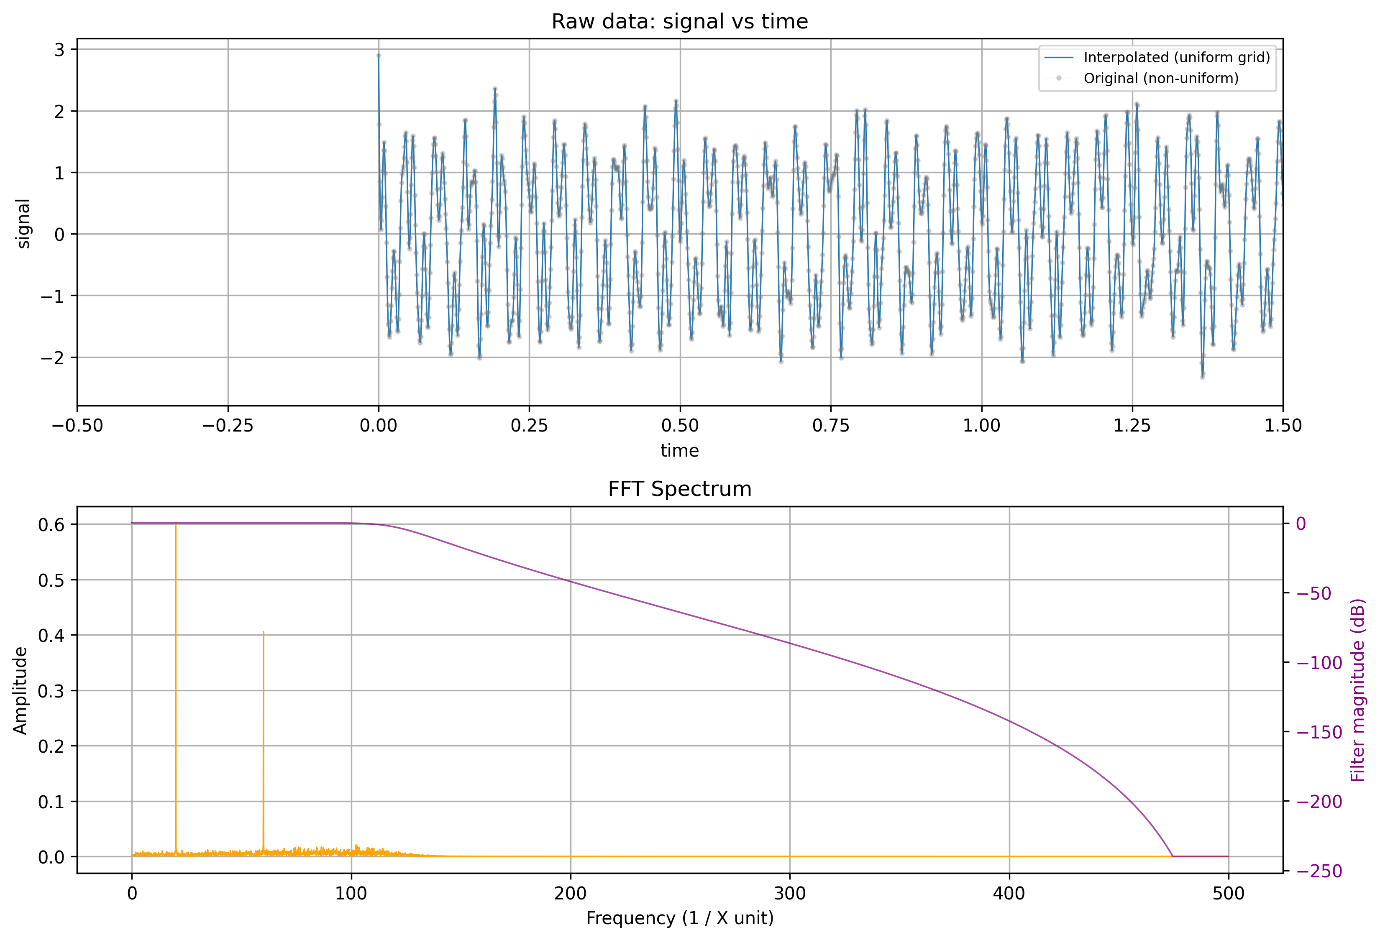 Raw data: signal vs time
3
2
1
0
−1
−2
signal
Interpolated (uniform grid)
Original (non-uniform)
−0.50 −0.25 0.00 0.25 0.50 0.75 1.00 1.25 1.50
time
FFT Spectrum
0.6
0.5
0.4
0.3
0.2
0.1
0.0
Amplitude
0
−50
−100
−150
−200
−250
Filter magnitude (dB)
0 100 200 300 400 500
Frequency (1 / X unit)